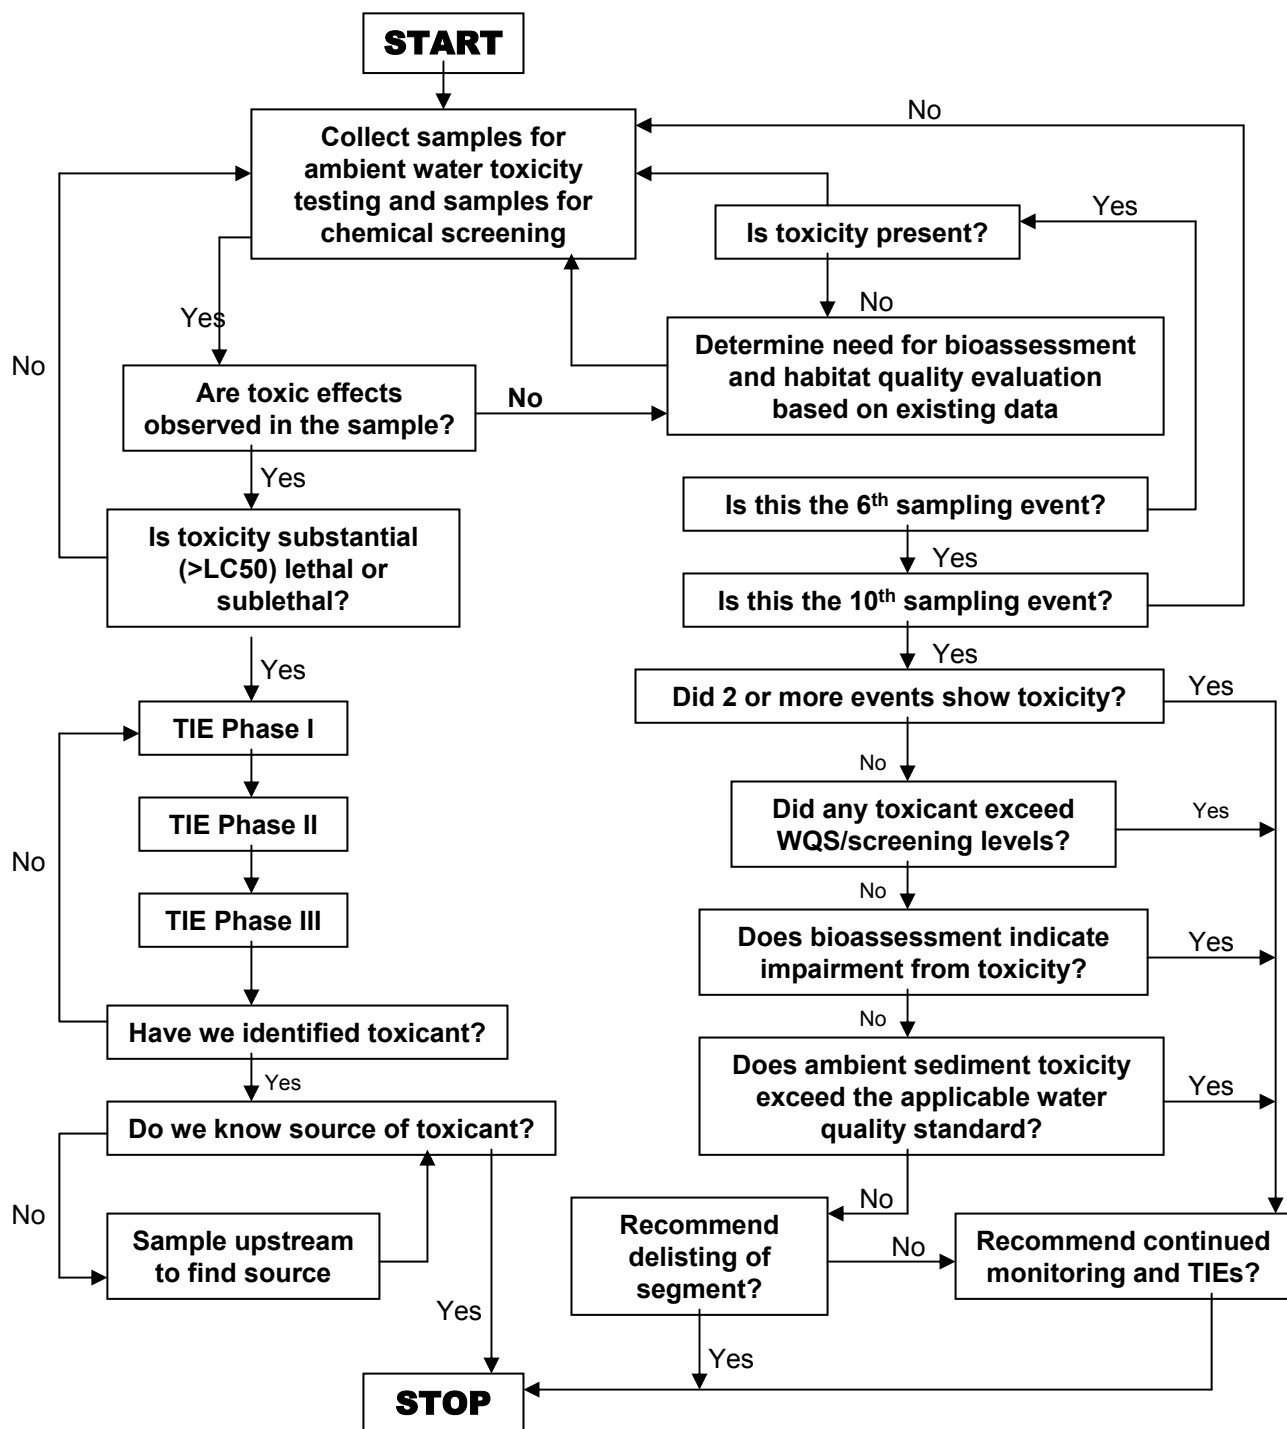 START
No
Collect samples for
ambient water toxicity
testing and samples for
chemical screening
Yes
Is toxicity present?
Yes
No
No
Determine need for bioassessment
and habitat quality evaluation
based on existing data
Are toxic effects
observed in the sample?
No
Yes
Is this the 6th sampling event?
Is toxicity substantial
(>LC50) lethal or
sublethal?
Yes
Is this the 10th sampling event?
Yes
Yes
Did 2 or more events show toxicity?
Yes
TIE Phase I
No
Did any toxicant exceed
WQS/screening levels?
Yes
TIE Phase II
No
No
TIE Phase III
Does bioassessment indicate
impairment from toxicity?
Yes
No
Have we identified toxicant?
Yes
Does ambient sediment toxicity
exceed the applicable water
quality standard?
Yes
Do we know source of toxicant?
No
No
Sample upstream
to find source
Recommend
delisting of
segment?
No
Recommend continued
monitoring and TIEs?
Yes
Yes
STOP